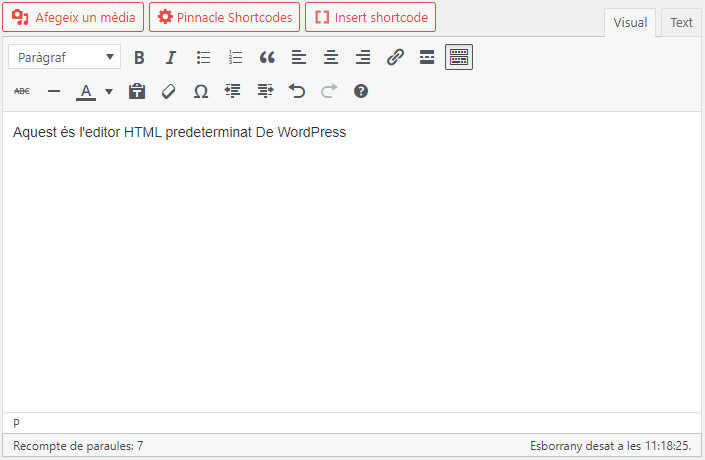 Afegeix un mèdia Pinnacle Shortcodes Insert shortcode Visual Text
Paràgraf B I
ABC A T Ω
Aquest és l'editor HTML predeterminat De WordPress
P
Recompte de paraules: 7 Esborrany desat a les 11:18:25.